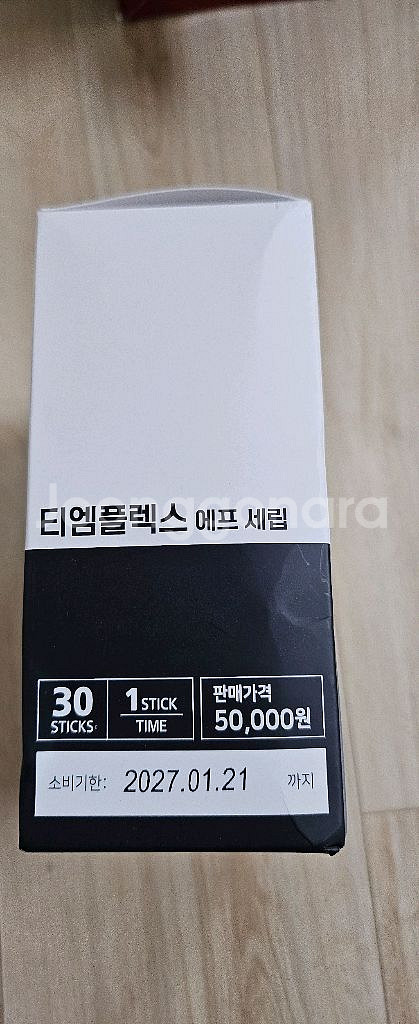 Joonggonara
티엠플렉스 에프 세립
30 STICKS
1 STICK
TIME
판매가격
50,000원
소비기한: 2027.01.21 까지